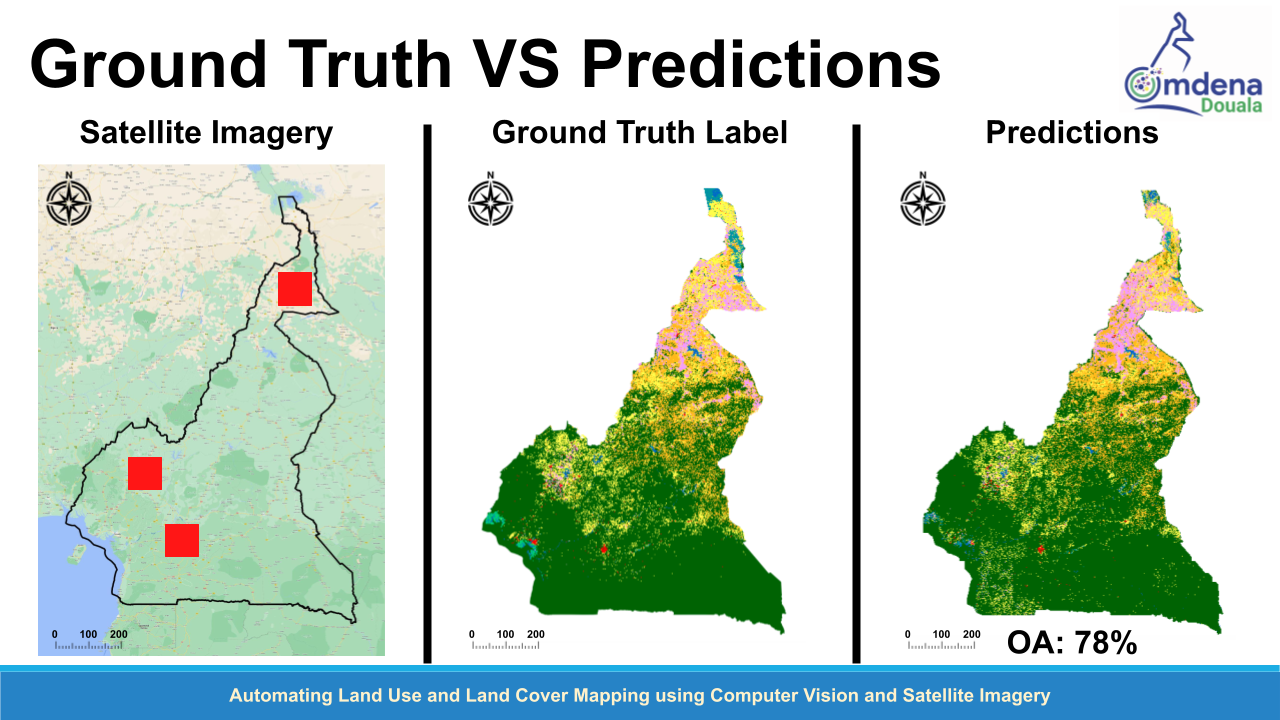 Ground Truth VS Predictions
Omdena
Douala
Satellite Imagery
Ground Truth Label
Predictions
N
N
N
0 100 200
0 100 200
0 100 200
OA: 78%
Automating Land Use and Land Cover Mapping using Computer Vision and Satellite Imagery